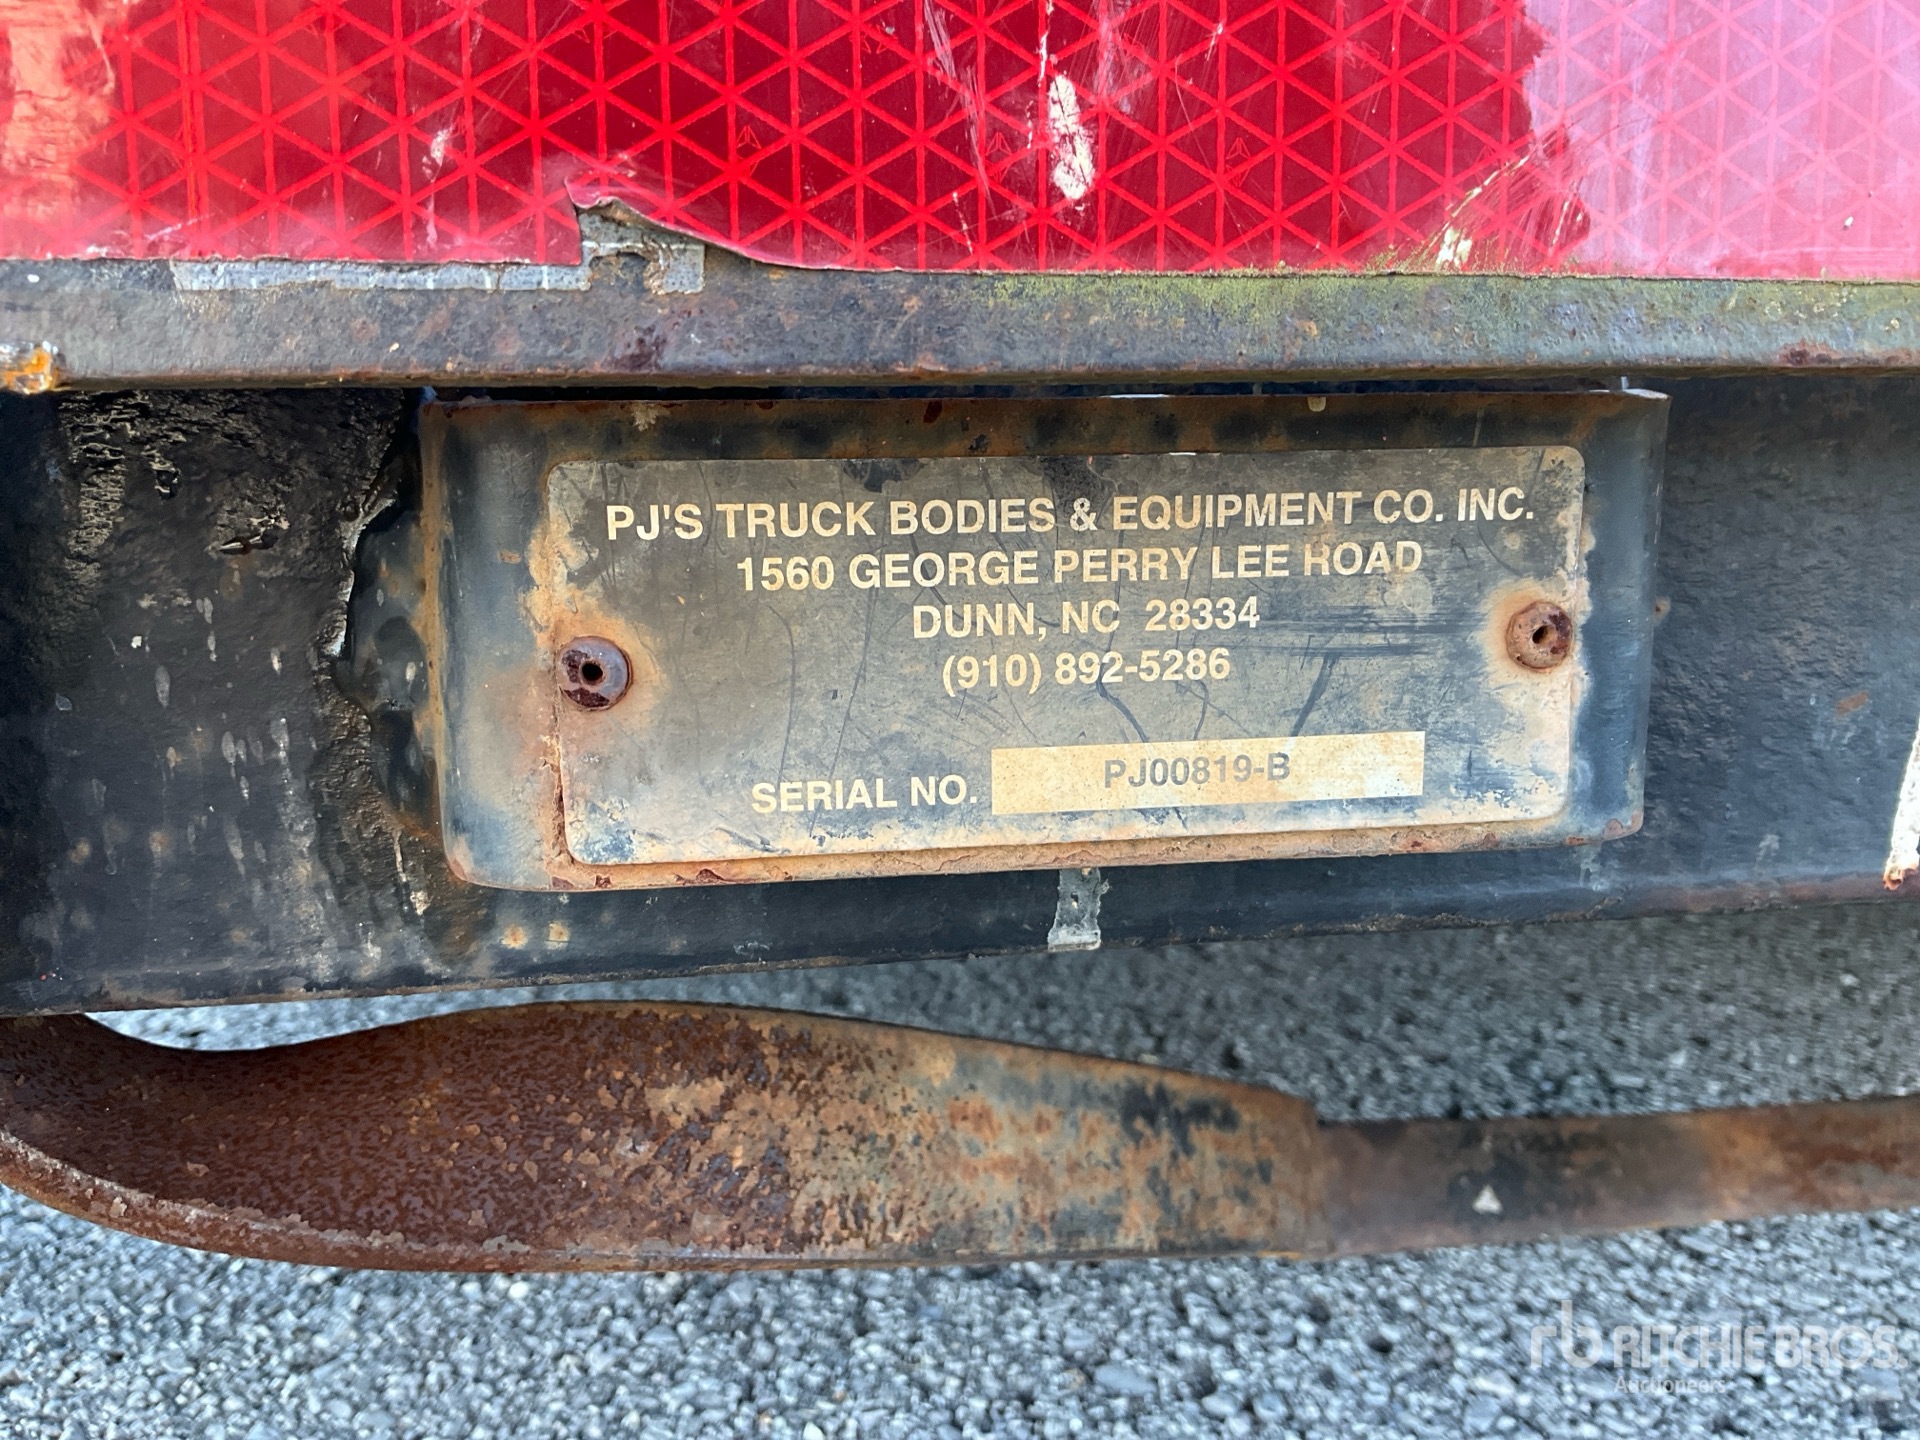 PJ'S TRUCK BODIES & EQUIPMENT CO. INC.
1560 GEORGE PERRY LEE ROAD
DUNN, NC 28334
(910) 892-5286
SERIAL NO. PJ00819-B
rb RITCHIE BROS.
Auctioneers